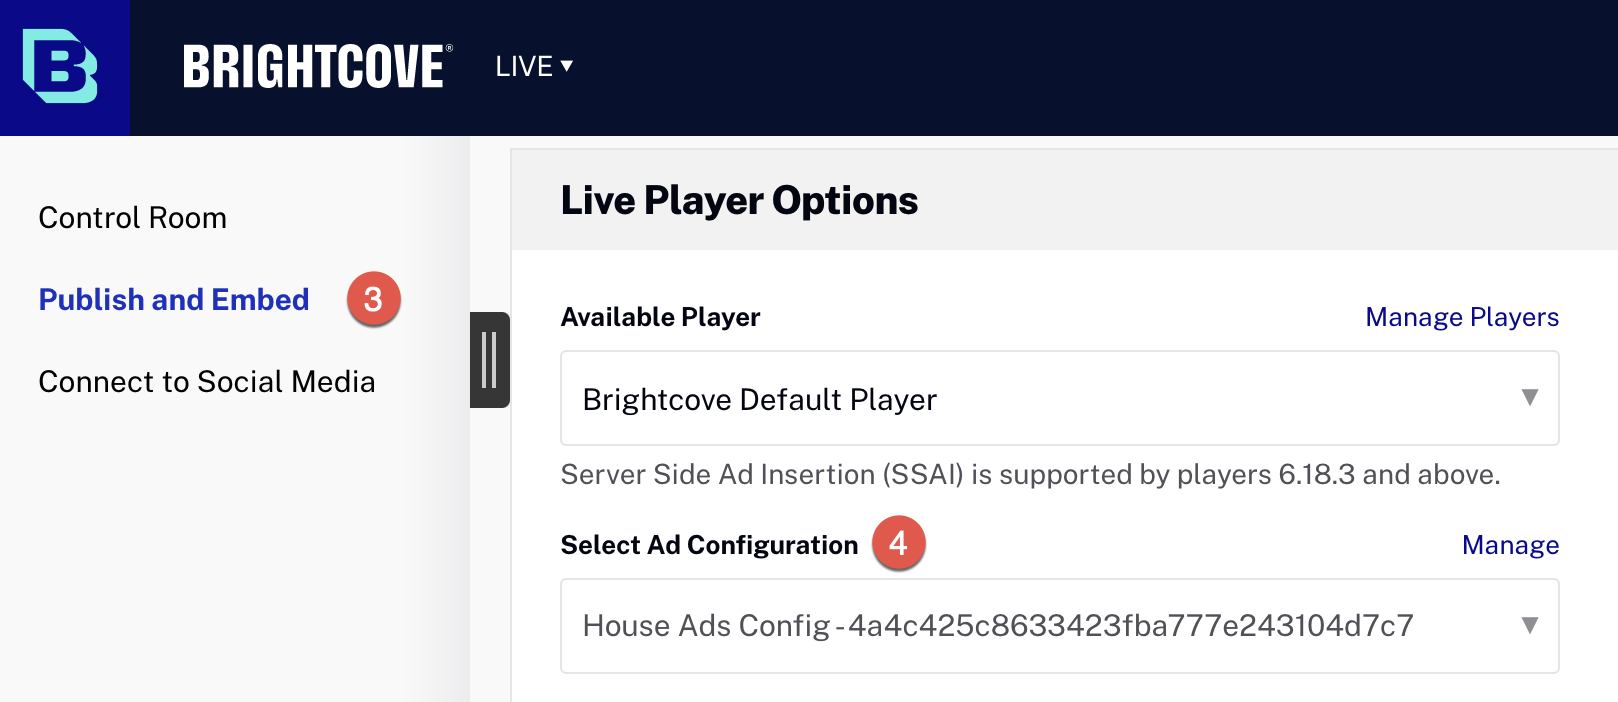 B BRIGHTCOVE® LIVE ▼
Control Room
Publish and Embed 3
Connect to Social Media
Live Player Options
Available Player Manage Players
Brightcove Default Player ▼
Server Side Ad Insertion (SSAI) is supported by players 6.18.3 and above.
Select Ad Configuration 4 Manage
House Ads Config - 4a4c425c8633423fba777e243104d7c7 ▼